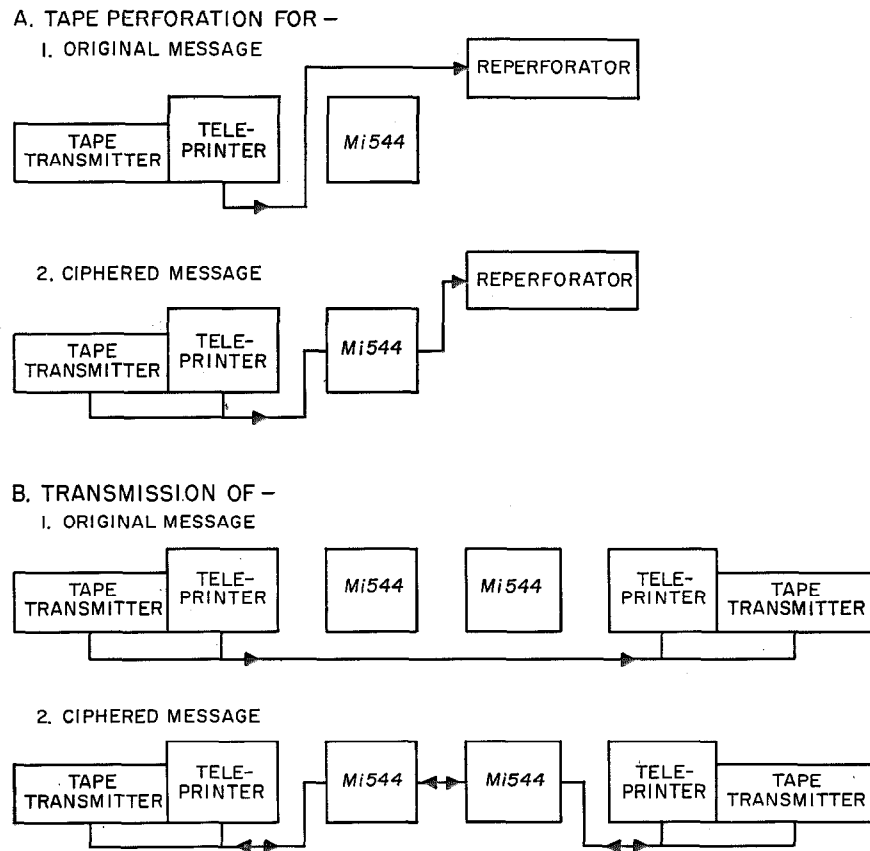 A. TAPE PERFORATION FOR –
1. ORIGINAL MESSAGE
REPERFORATOR
TAPE
TRANSMITTER
TELE-
PRINTER
Mi544
2. CIPHERED MESSAGE
REPERFORATOR
TAPE
TRANSMITTER
TELE-
PRINTER
Mi544
B. TRANSMISSION OF –
1. ORIGINAL MESSAGE
TAPE
TRANSMITTER
TELE-
PRINTER
Mi544
Mi544
TELE-
PRINTER
TAPE
TRANSMITTER
2. CIPHERED MESSAGE
TAPE
TRANSMITTER
TELE-
PRINTER
Mi544
Mi544
TELE-
PRINTER
TAPE
TRANSMITTER